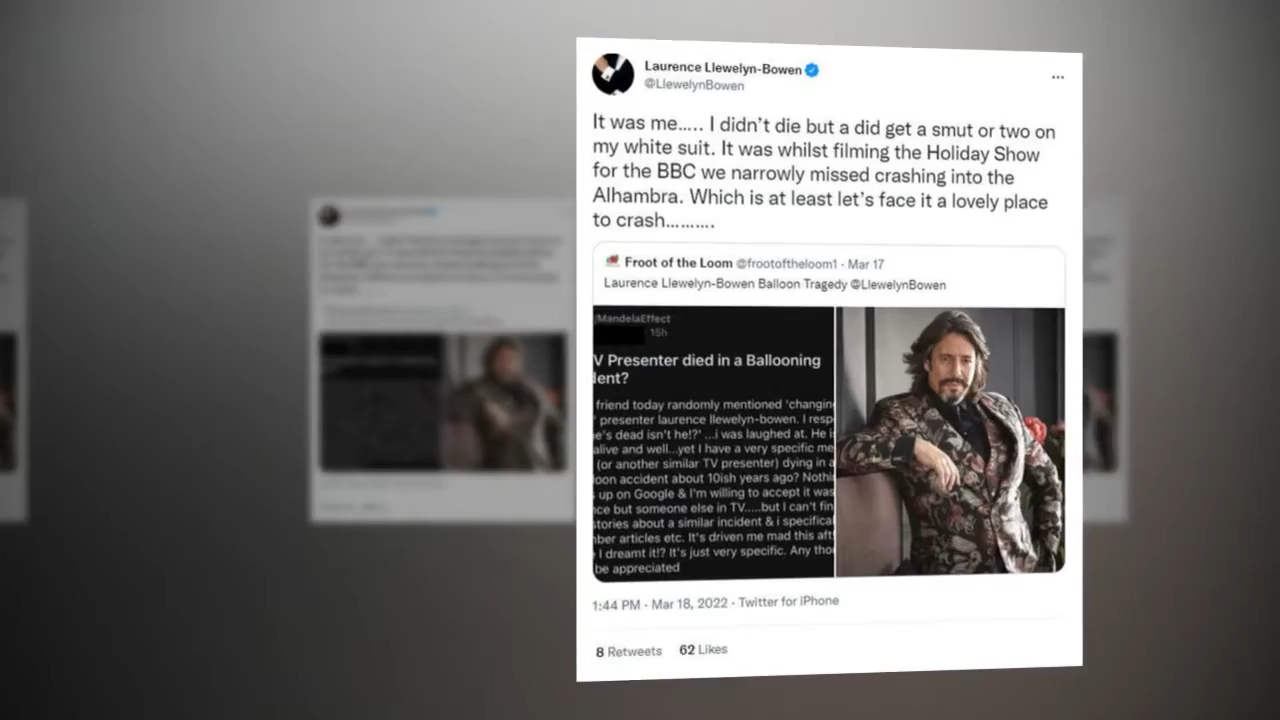 Laurence Llewelyn-Bowen
@LlewelynBowen
It was me..... I didn't die but a did get a smut or two on
my white suit. It was whilst filming the Holiday Show
for the BBC we narrowly missed crashing into the
Alhambra. Which is at least let's face it a lovely place
to crash..........
Froot of the Loom @frootoftheloom1 · Mar 17
Laurence Llewelyn-Bowen Balloon Tragedy @LlewelynBowen
/MandelaEffect
15h
V Presenter died in a Ballooning
lent?
friend today randomly mentioned 'changin
' presenter laurence llewelyn-bowen. I resp
e's dead isn't he!?' ...i was laughed at. He i
alive and well...yet I have a very specific me
(or another similar TV presenter) dying in a
loon accident about 10ish years ago? Nothi
up on Google & I'm willing to accept it was
ce but someone else in TV.....but I can't fin
stories about a similar incident & i specifical
ber articles etc. It's driven me mad this aft
I dreamt it!? It's just very specific. Any tho
be appreciated
1:44 PM · Mar 18, 2022 · Twitter for iPhone
8 Retweets 62 Likes